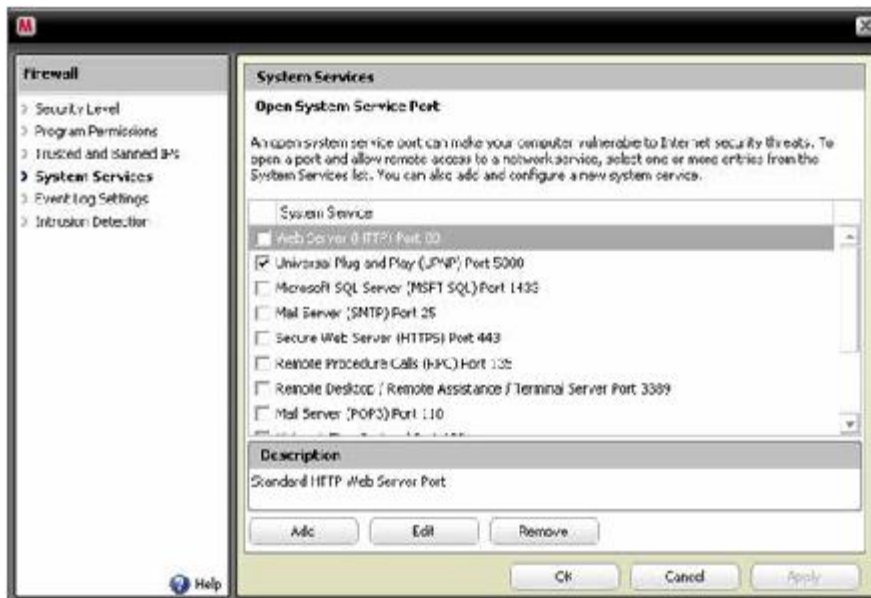 M
Firewall
Security Level
Program Permissions
Trusted and Banned IPs
System Services
Event Log Settings
Intrusion Detection
Help
System Services
Open System Service Port
An open system service port can make your computer vulnerable to Internet security threats. To
open a port and allow remote access to a network service, select one or more entries from the
System Services list. You can also add and configure a new system service.
System Service
Web Server (HTTP) Port 80
Universal Plug and Play (UPNP) Port 5000
Microsoft SQL Server (MSFT SQL) Port 1433
Mail Server (SMTP) Port 25
Secure Web Server (HTTPS) Port 443
Remote Procedure Calls (RPC) Port 135
Remote Desktop / Remote Assistance / Terminal Server Port 3389
Mail Server (POP3) Port 110
Description
Standard HTTP Web Server Port
Add
Edit
Remove
OK
Cancel
Apply